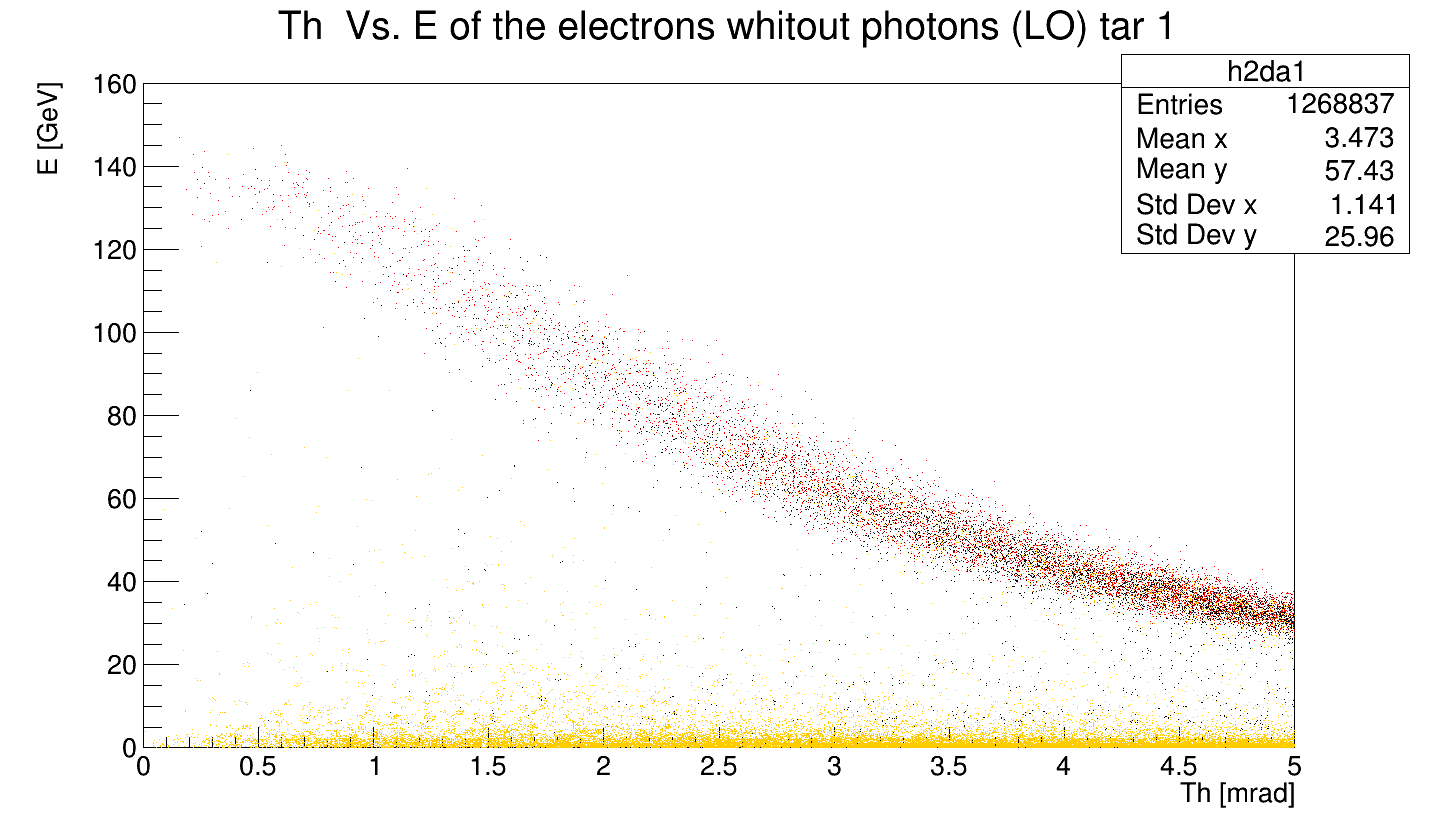 Th  Vs. E of the electrons whitout photons (LO) tar 1
h2da1
Entries 1268837
Mean x 3.473
Mean y 57.43
Std Dev x 1.141
Std Dev y 25.96
E [GeV]
160
140
120
100
80
60
40
20
0
0 0.5 1 1.5 2 2.5 3 3.5 4 4.5 5
Th [mrad]